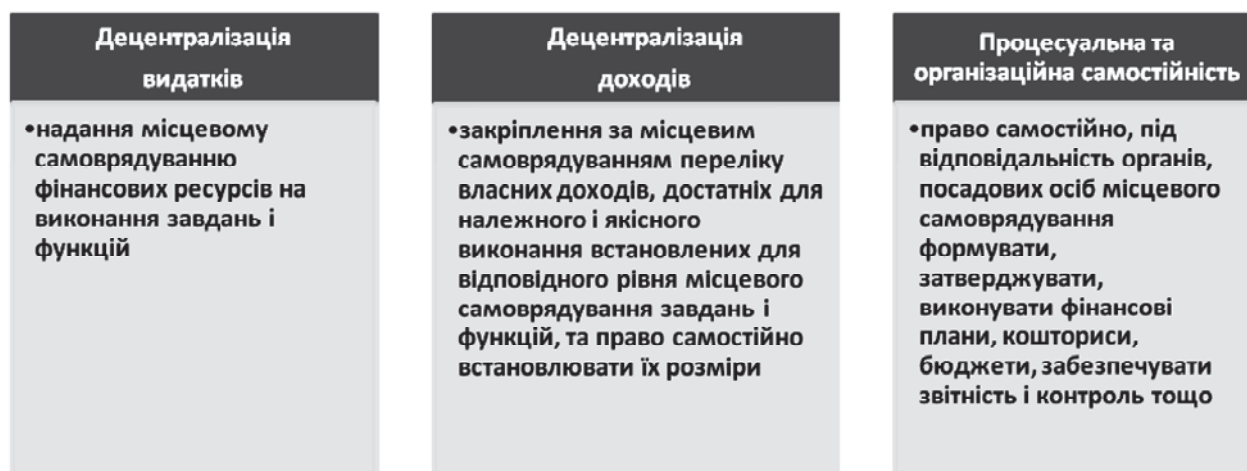 Децентралізація
видатків
•надання місцевому
самоврядуванню
фінансових ресурсів на
виконання завдань і
функцій
Децентралізація
доходів
•закріплення за місцевим
самоврядуванням переліку
власних доходів, достатніх для
належного і якісного
виконання встановлених для
відповідного рівня місцевого
самоврядування завдань і
функцій, та право самостійно
встановлювати їх розміри
Процесуальна та
організаційна самостійність
•право самостійно, під
відповідальність органів,
посадових осіб місцевого
самоврядування
формувати,
затверджувати,
виконувати фінансові
плани, кошториси,
бюджети, забезпечувати
звітність і контроль тощо